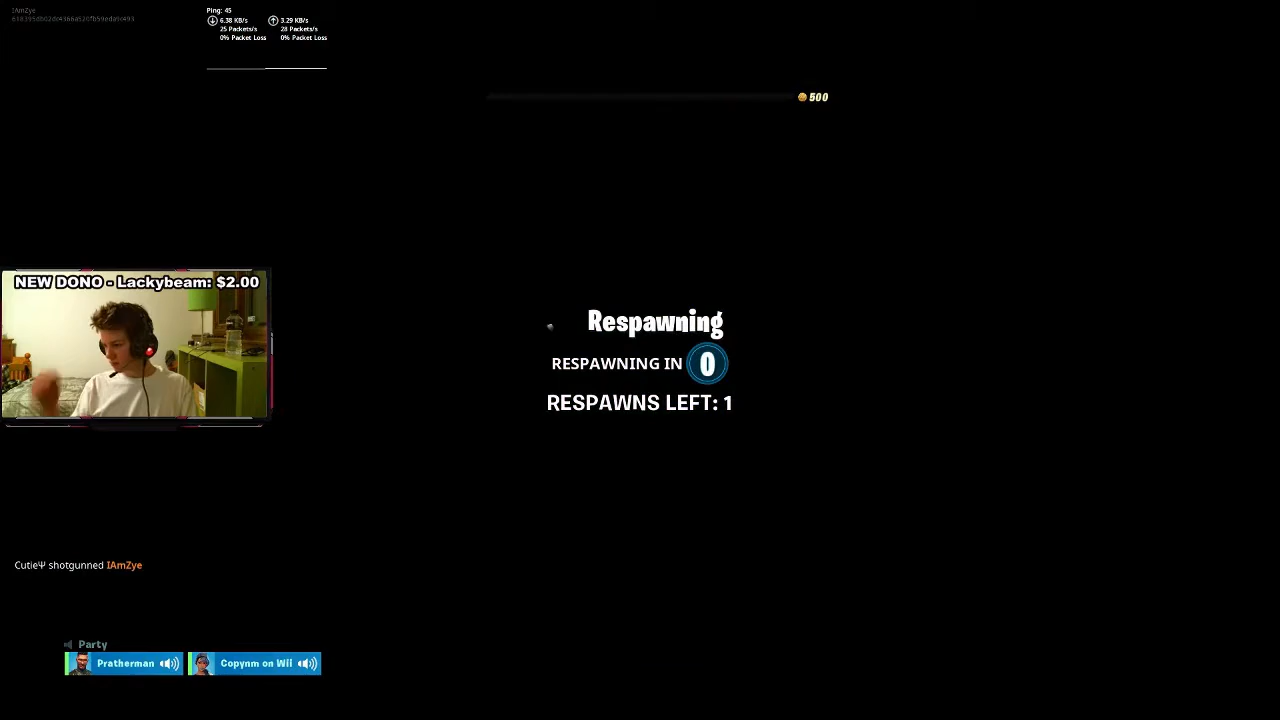 IAmZye
Ping: 45
6.38 KB/s 3.29 KB/s
25 Packets/s 28 Packets/s
0% Packet Loss 0% Packet Loss
500
NEW DONO - Lackybeam: $2.00
Respawning
RESPAWNING IN 0
RESPAWNS LEFT: 1
CutieΨ shotgunned IAmZye
Party
Pratherman Copynm on Wii